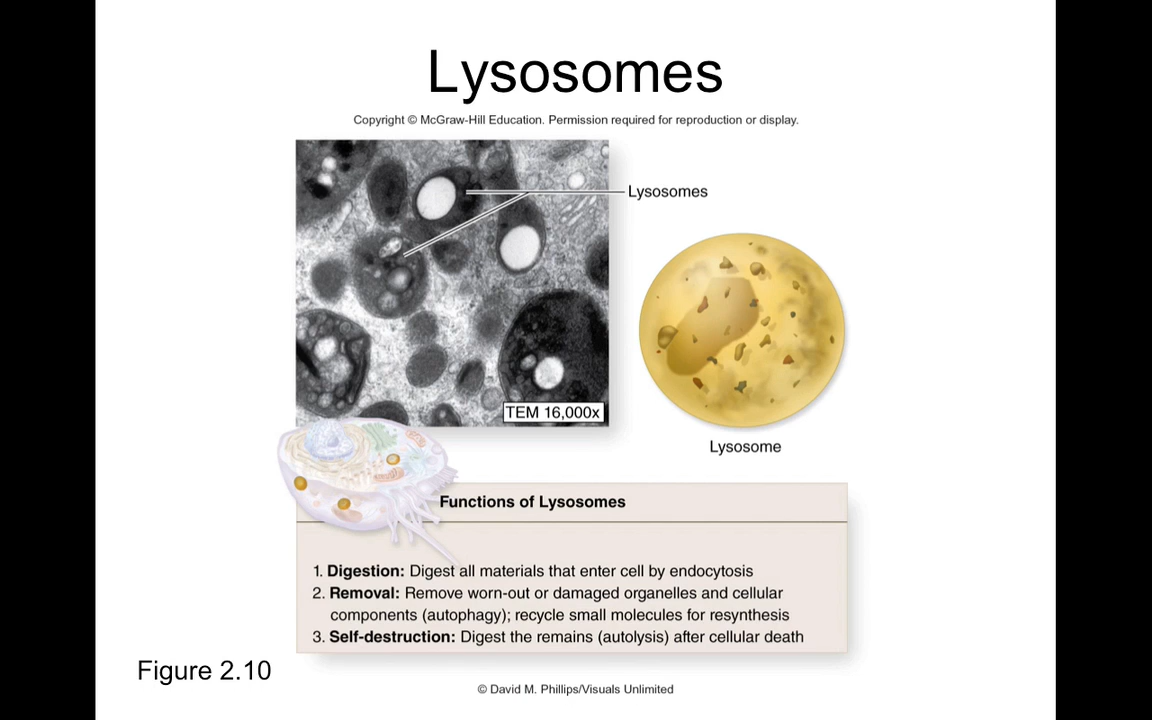 Lysosomes
Copyright © McGraw-Hill Education. Permission required for reproduction or display.
Lysosomes
TEM 16,000x
Lysosome
Functions of Lysosomes
1. Digestion: Digest all materials that enter cell by endocytosis
2. Removal: Remove worn-out or damaged organelles and cellular
components (autophagy); recycle small molecules for resynthesis
3. Self-destruction: Digest the remains (autolysis) after cellular death
Figure 2.10
© David M. Phillips/Visuals Unlimited